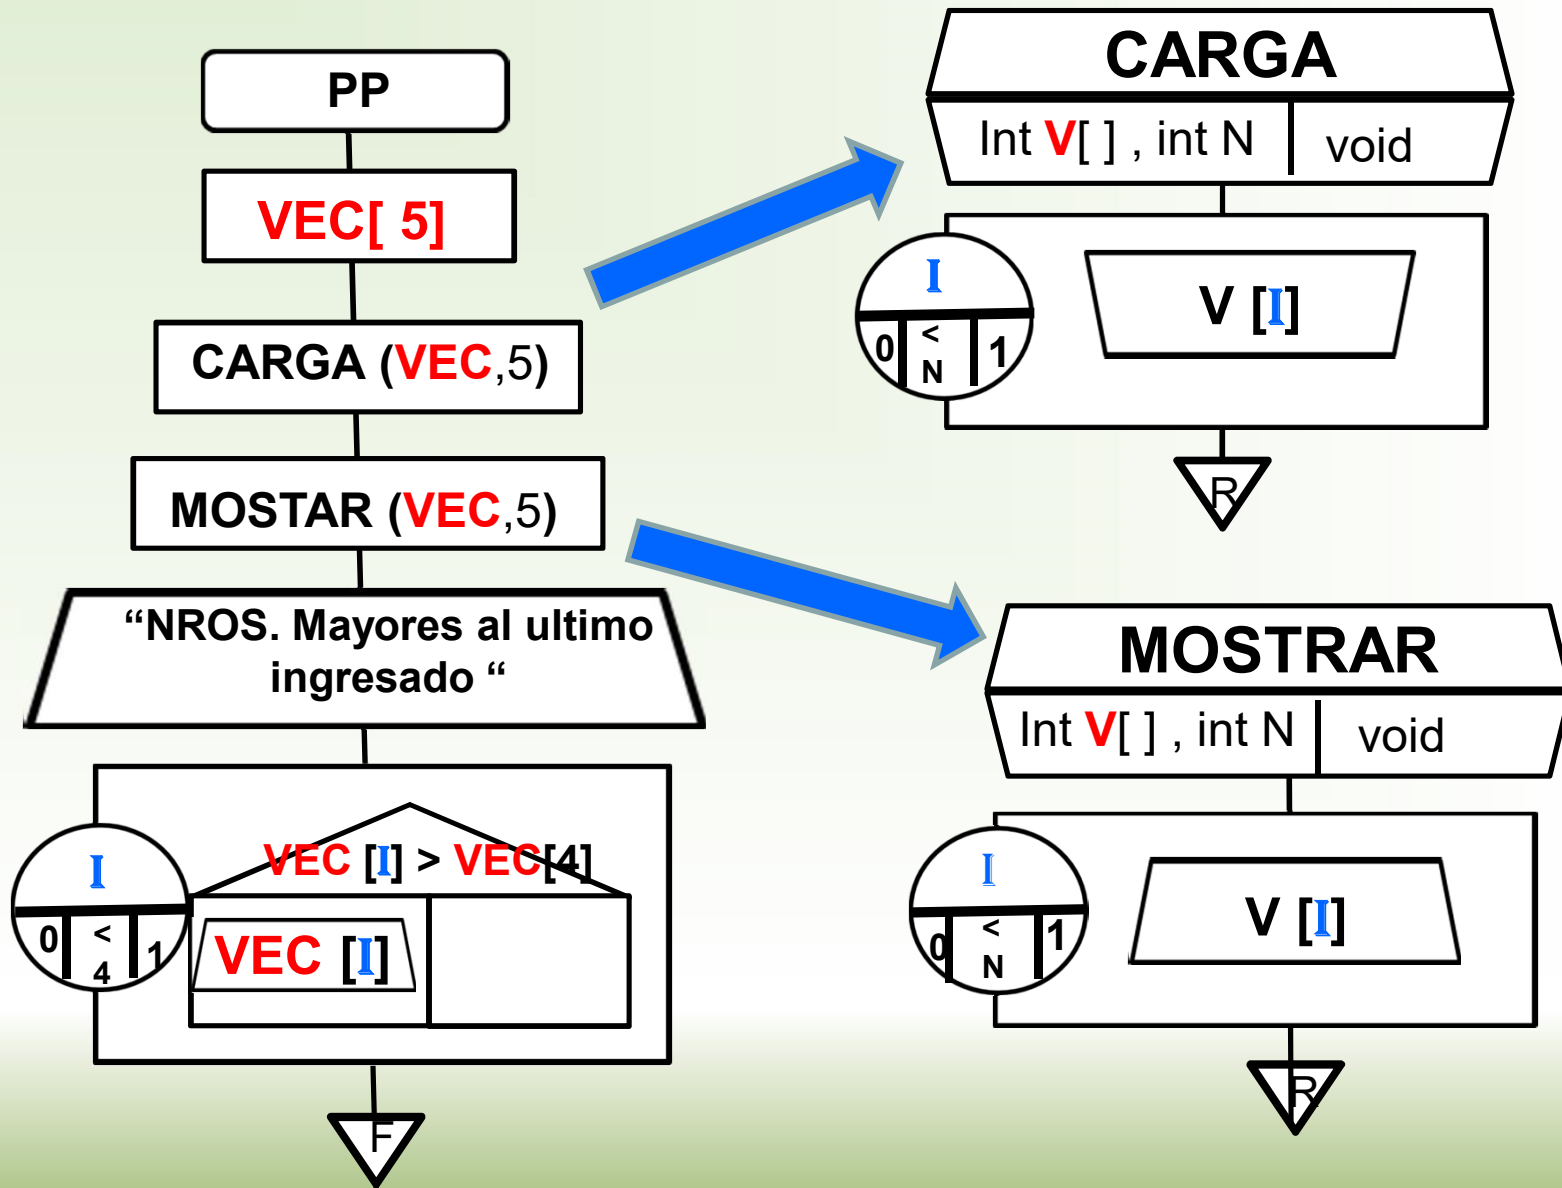 PP
VEC[ 5]
CARGA (VEC,5)
MOSTAR (VEC,5)
“NROS. Mayores al ultimo
ingresado “
VEC [I] > VEC[4]
I
0 < 1
4
VEC [I]
F
CARGA
Int V[ ] , int N void
I
0 < 1
N
V [I]
R
MOSTRAR
Int V[ ] , int N void
I
0 < 1
N
V [I]
R